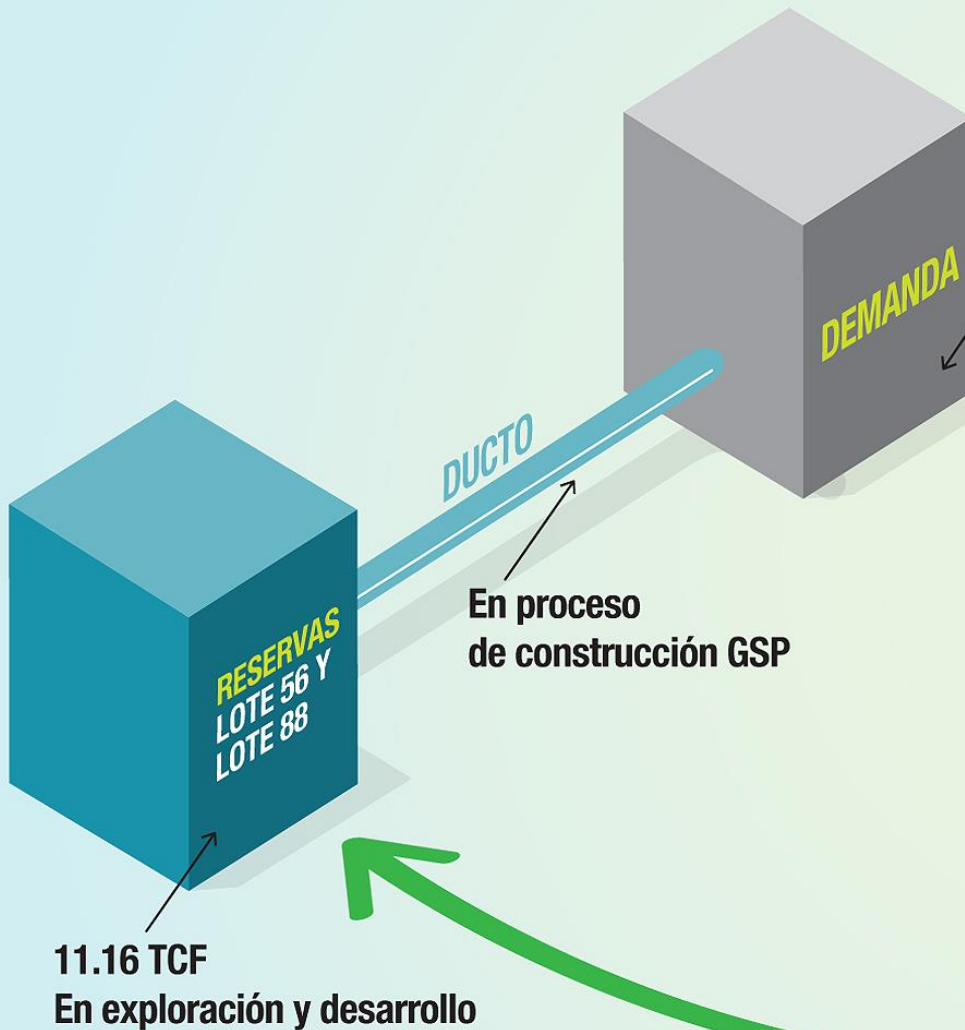 DEMANDA
DUCTO
En proceso
de construcción GSP
RESERVAS
LOTE 56 Y
LOTE 88
11.16 TCF
En exploración y desarrollo